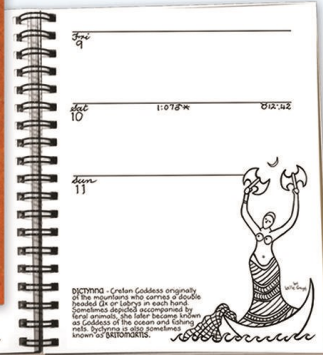 Fri
9
Sat
10
Sun
11
DICTYNNA - Cretan Goddess originally
of the mountains who carries a double
headed Ax or Labrys in each hand.
Sometimes depicted accompanied by
feral animals, she later became known
as Goddess of the ocean and fishing
nets. Dyctynna is also sometimes
known as BRITOMARTIS.